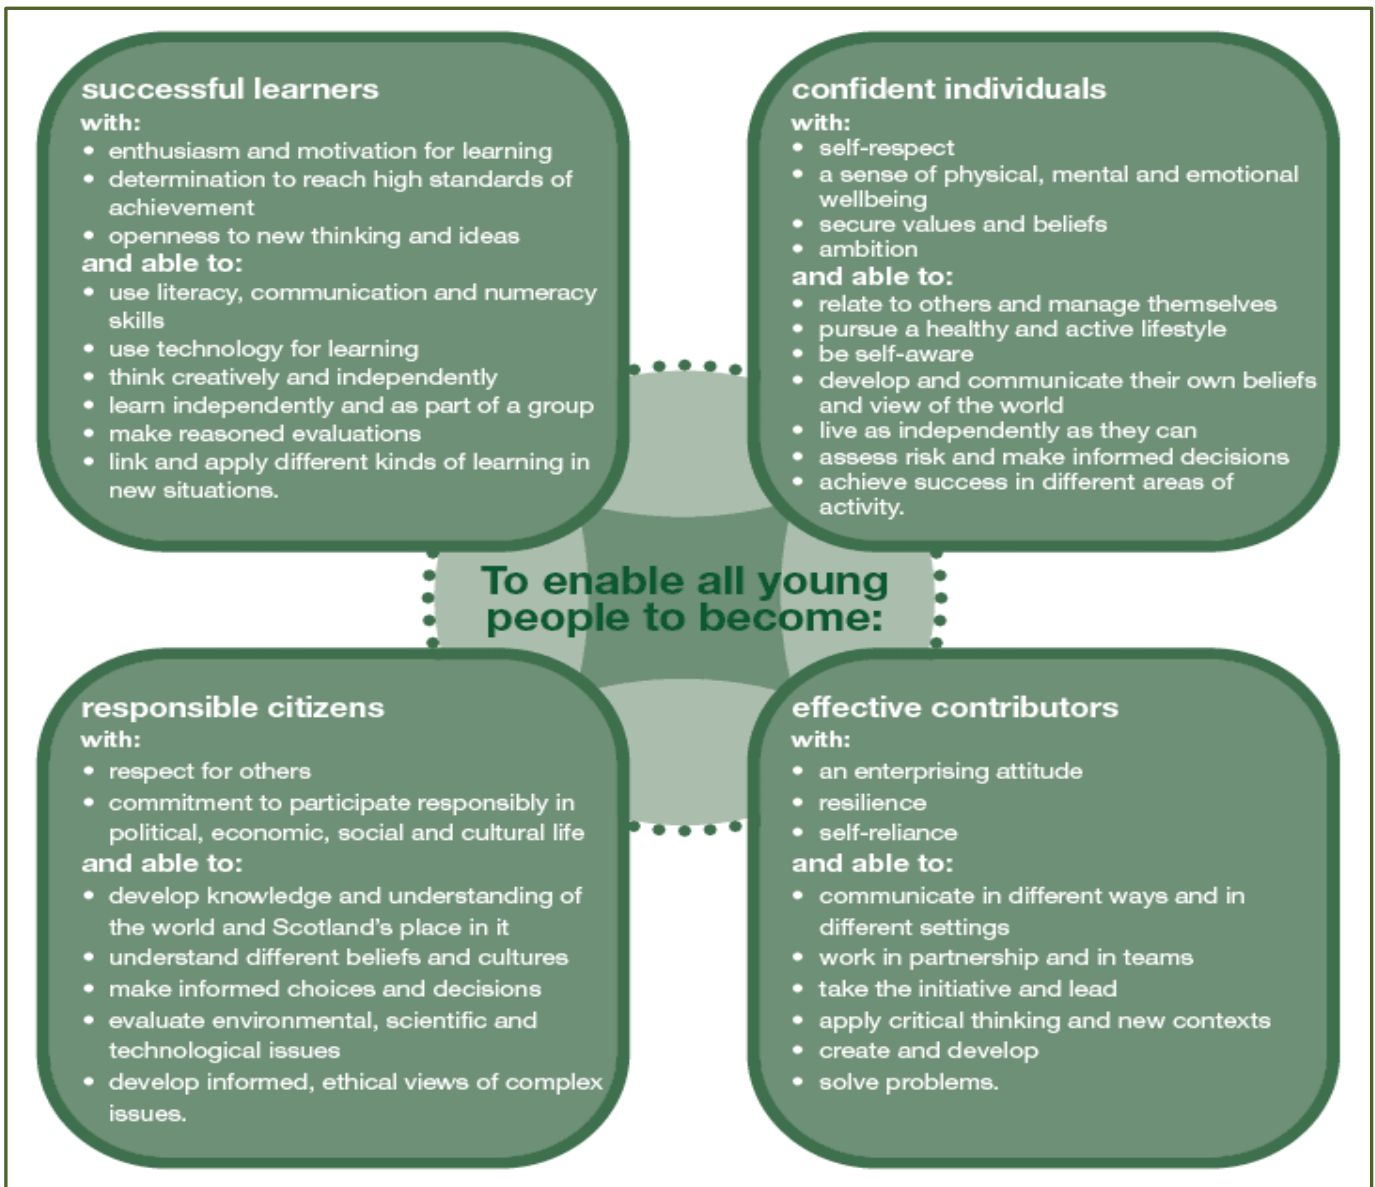 successful learners
with:
• enthusiasm and motivation for learning
• determination to reach high standards of
achievement
• openness to new thinking and ideas
and able to:
• use literacy, communication and numeracy
skills
• use technology for learning
• think creatively and independently
• learn independently and as part of a group
• make reasoned evaluations
• link and apply different kinds of learning in
new situations.
confident individuals
with:
• self-respect
• a sense of physical, mental and emotional
wellbeing
• secure values and beliefs
• ambition
and able to:
• relate to others and manage themselves
• pursue a healthy and active lifestyle
• be self-aware
• develop and communicate their own beliefs
and view of the world
• live as independently as they can
• assess risk and make informed decisions
• achieve success in different areas of
activity.
To enable all young
people to become:
responsible citizens
with:
• respect for others
• commitment to participate responsibly in
political, economic, social and cultural life
and able to:
• develop knowledge and understanding of
the world and Scotland's place in it
• understand different beliefs and cultures
• make informed choices and decisions
• evaluate environmental, scientific and
technological issues
• develop informed, ethical views of complex
issues.
effective contributors
with:
• an enterprising attitude
• resilience
• self-reliance
and able to:
• communicate in different ways and in
different settings
• work in partnership and in teams
• take the initiative and lead
• apply critical thinking and new contexts
• create and develop
• solve problems.